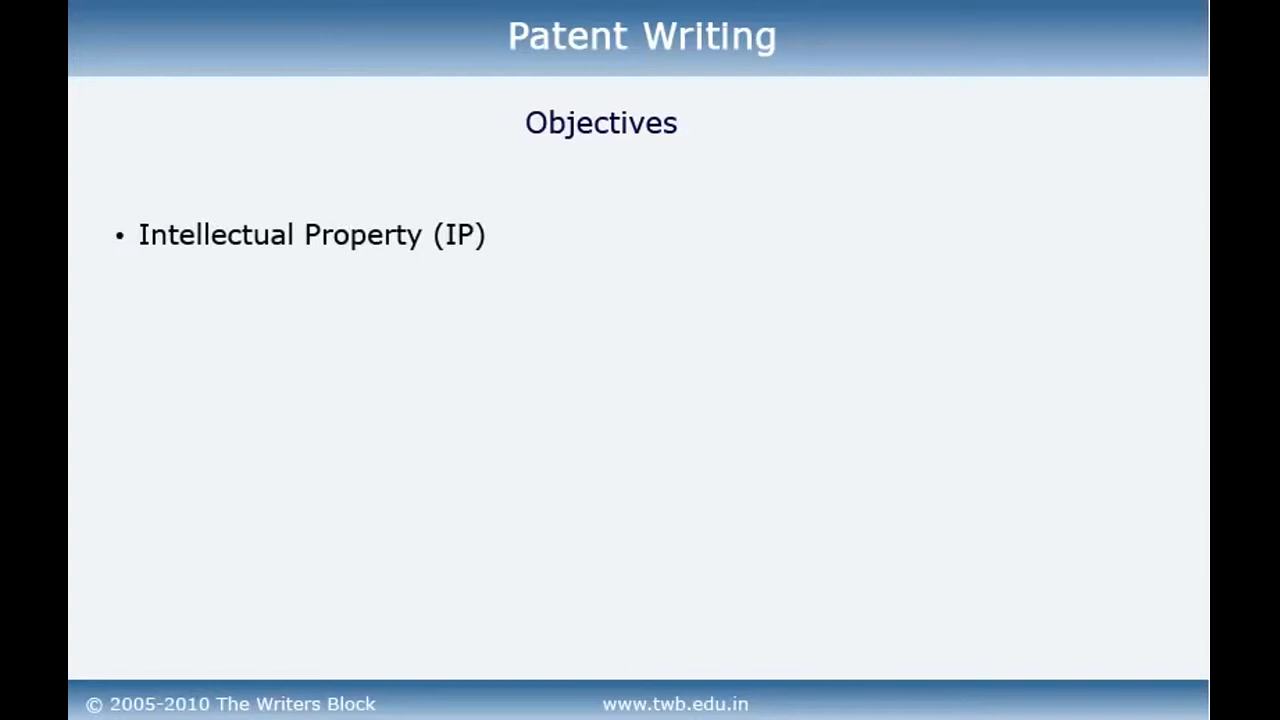 Patent Writing
Objectives
• Intellectual Property (IP)
© 2005-2010 The Writers Block www.twb.edu.in